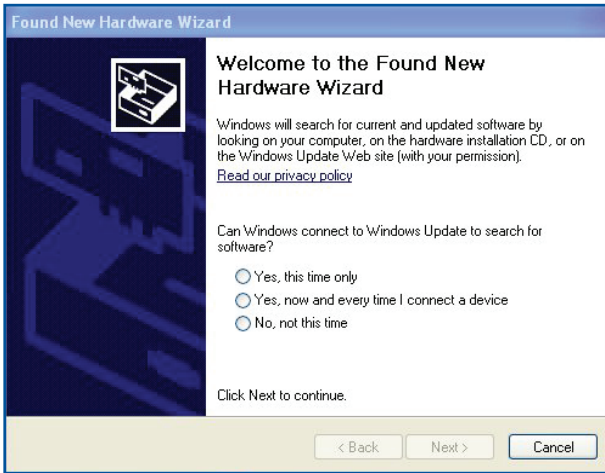 Found New Hardware Wizard
Welcome to the Found New
Hardware Wizard
Windows will search for current and updated software by
looking on your computer, on the hardware installation CD, or on
the Windows Update Web site (with your permission).
Read our privacy policy
Can Windows connect to Windows Update to search for
software?
Yes, this time only
Yes, now and every time I connect a device
No, not this time
Click Next to continue.
< Back
Next >
Cancel